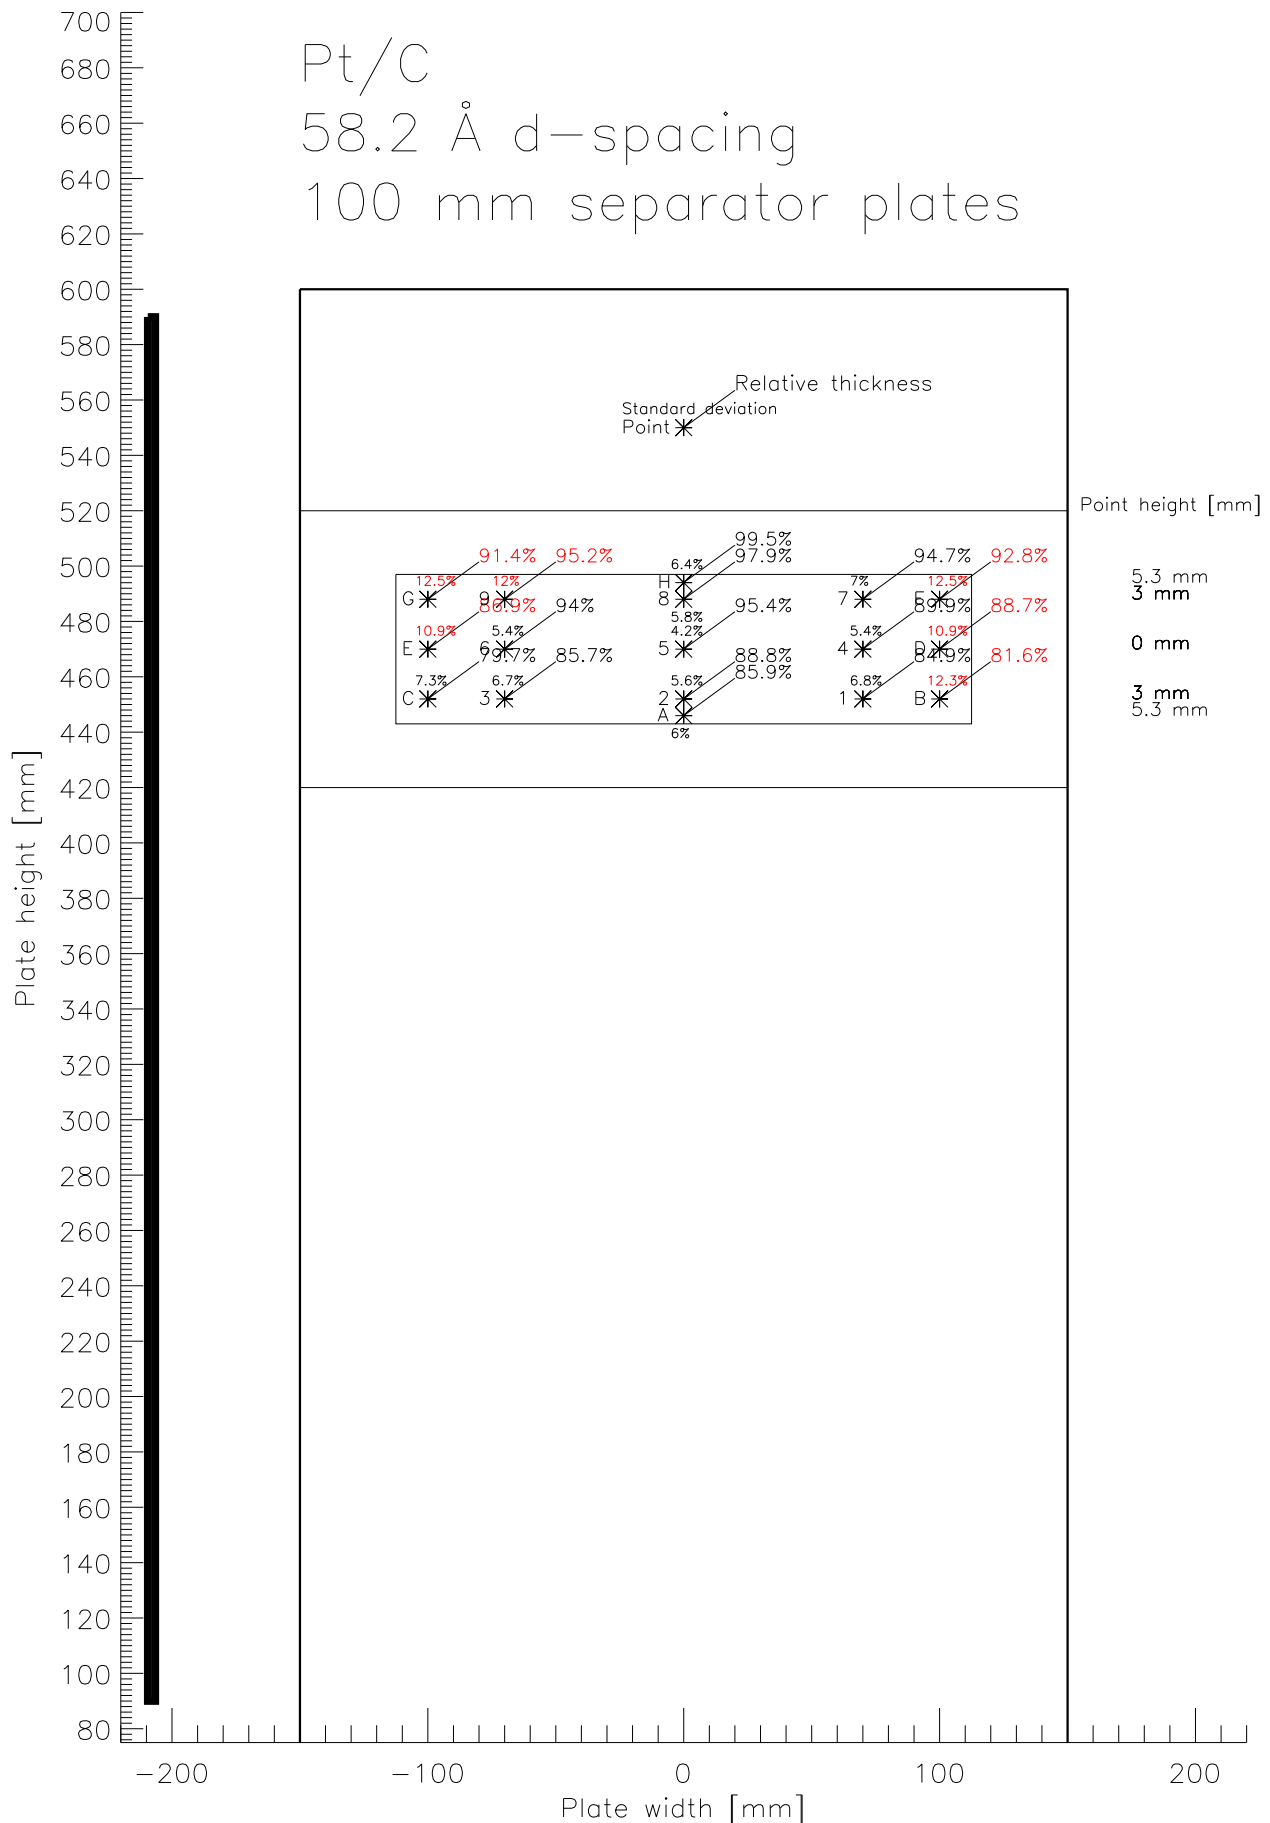 Pt/C
58.2 Å d-spacing
100 mm separator plates
700
680
660
640
620
600
580
560
540
520
500
480
460
440
420
400
380
360
340
320
300
280
260
240
220
200
180
160
140
120
100
80
Plate height [mm]
Relative thickness
Standard deviation
Point
Point height [mm]
99.5%
91.4% 95.2% 97.9% 94.7% 92.8%
6.4%
12.5% 12% H 7% 12.5%
G 9 8 7 F
86.9% 94% 5.8% 89.9% 88.7%
10.9% 5.4% 4.2% 95.4% 5.4% 10.9%
E 6 5 4 D
79.7% 85.7% 88.8% 84.9% 81.6%
85.9%
7.3% 6.7% 5.6% 6.8% 12.3%
C 3 2 1 B
A
6%
5.3 mm
3 mm
0 mm
3 mm
5.3 mm
-200 -100 0 100 200
Plate width [mm]